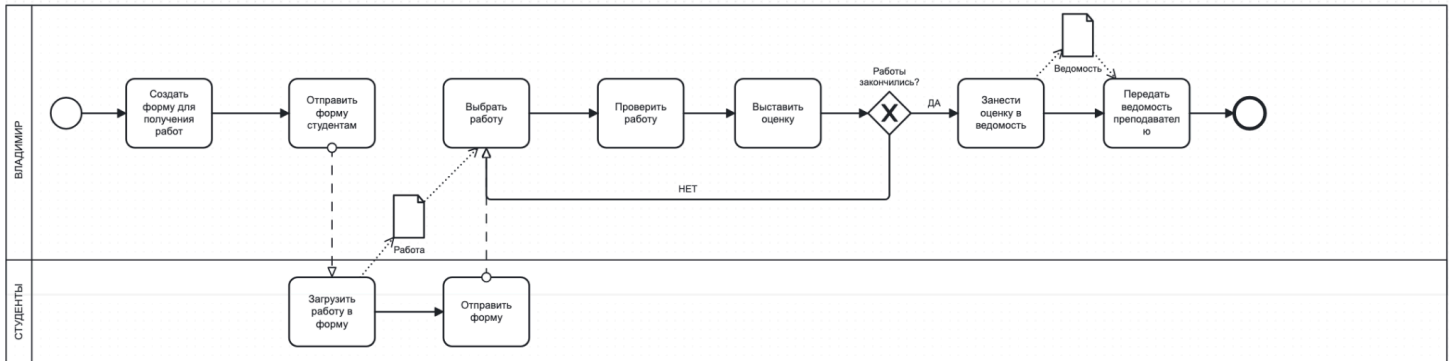 ВЛАДИМИР
Создать
форму для
получения
работ
Отправить
форму
студентам
Выбрать
работу
Проверить
работу
Выставить
оценку
Работы
закончились?
ДА
НЕТ
Занести
оценку в
ведомость
Ведомость
Передать
ведомость
преподавател
ю
Работа
СТУДЕНТЫ
Загрузить
работу в
форму
Отправить
форму